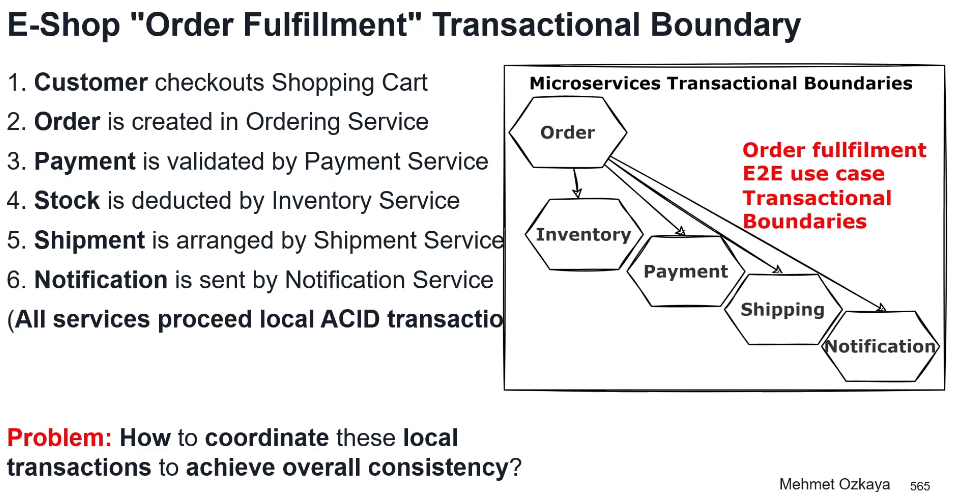 E-Shop "Order Fulfillment" Transactional Boundary
1. Customer checkouts Shopping Cart
2. Order is created in Ordering Service
3. Payment is validated by Payment Service
4. Stock is deducted by Inventory Service
5. Shipment is arranged by Shipment Service
6. Notification is sent by Notification Service
(All services proceed local ACID transactio
Problem: How to coordinate these local
transactions to achieve overall consistency?
Microservices Transactional Boundaries
Order
Order fullfilment
E2E use case
Transactional
Boundaries
Inventory
Payment
Shipping
Notification
Mehmet Ozkaya 565